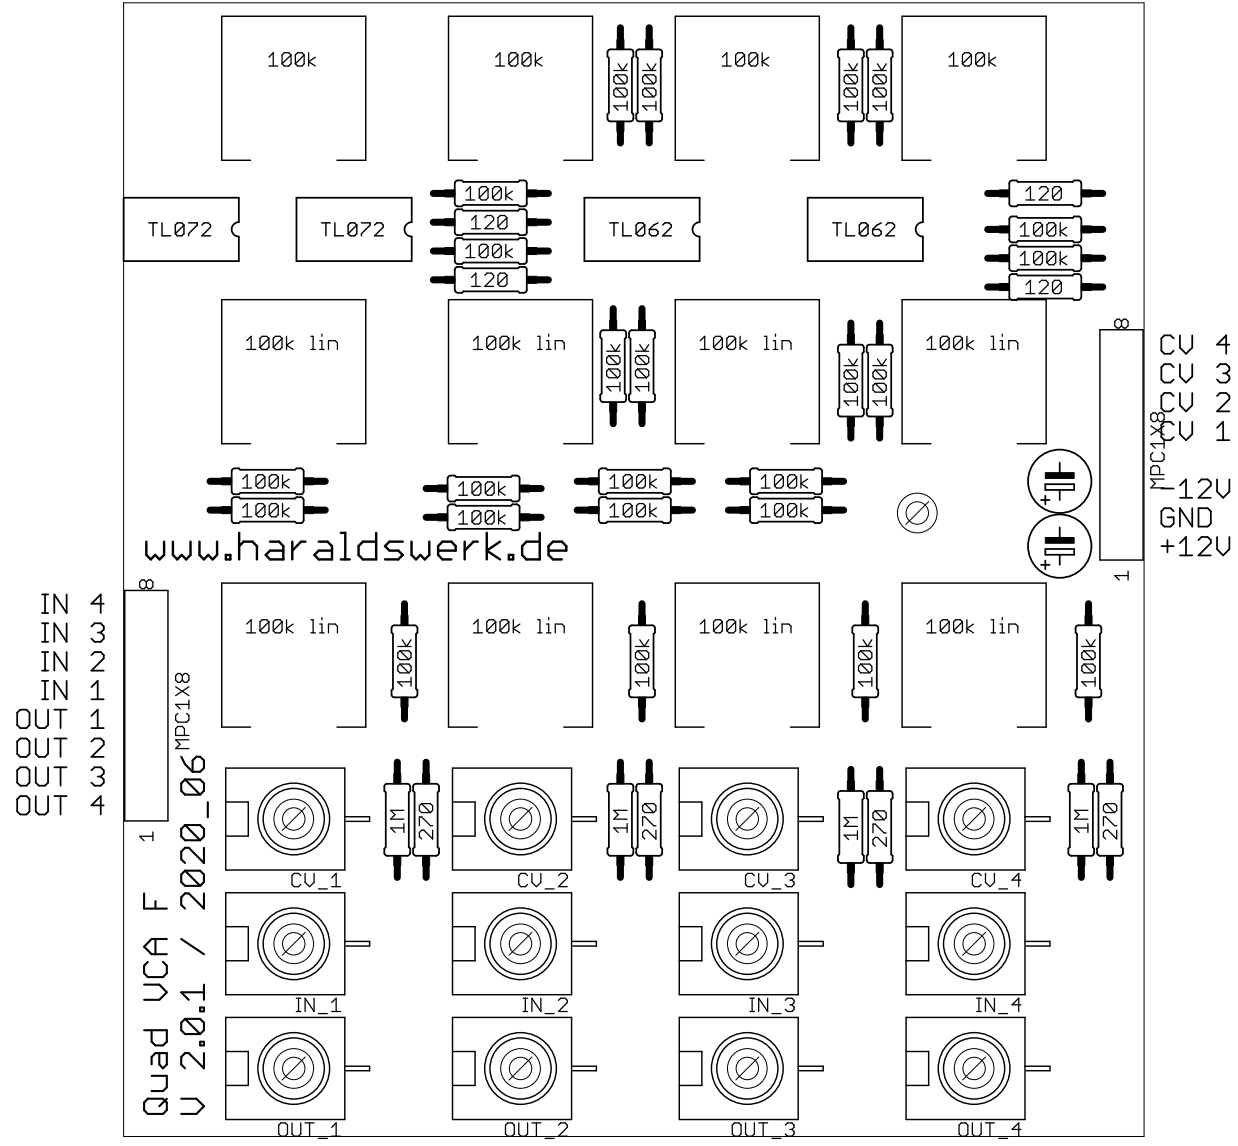 100k 100k 100k 100k
100k 100k 100k 100k
100k 120
TL072 TL072 120 TL062 TL062 100k
100k 100k
120 120
8
100k lin 100k lin 100k lin 100k lin
CV 4
100k 100k 100k 100k
CV 3
CV 2
CV 1
MPC1X8
100k 100k 100k 100k
-12V
100k 100k 100k 100k
GND
+12V
www.haraldswerk.de
8 1
IN 4
100k lin 100k lin 100k lin 100k lin
IN 3
IN 2
100k 100k 100k 100k
IN 1
OUT 1
MPC1X8
OUT 2
OUT 3
OUT 4
1M 270 1M 270 1M 270 1M 270
1
CV_1 CV_2 CV_3 CV_4
IN_1 IN_2 IN_3 IN_4
Quad VCA F
V 2.0.1 / 2020_06
OUT_1 OUT_2 OUT_3 OUT_4